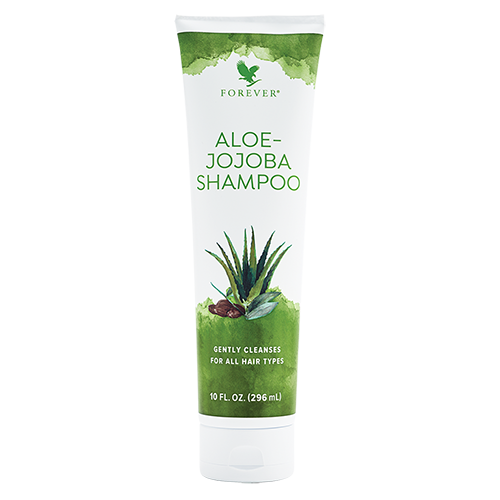 FOREVER®
ALOE-
JOJOBA
SHAMPOO
GENTLY CLEANSES
FOR ALL HAIR TYPES
10 FL. OZ. (296 mL)